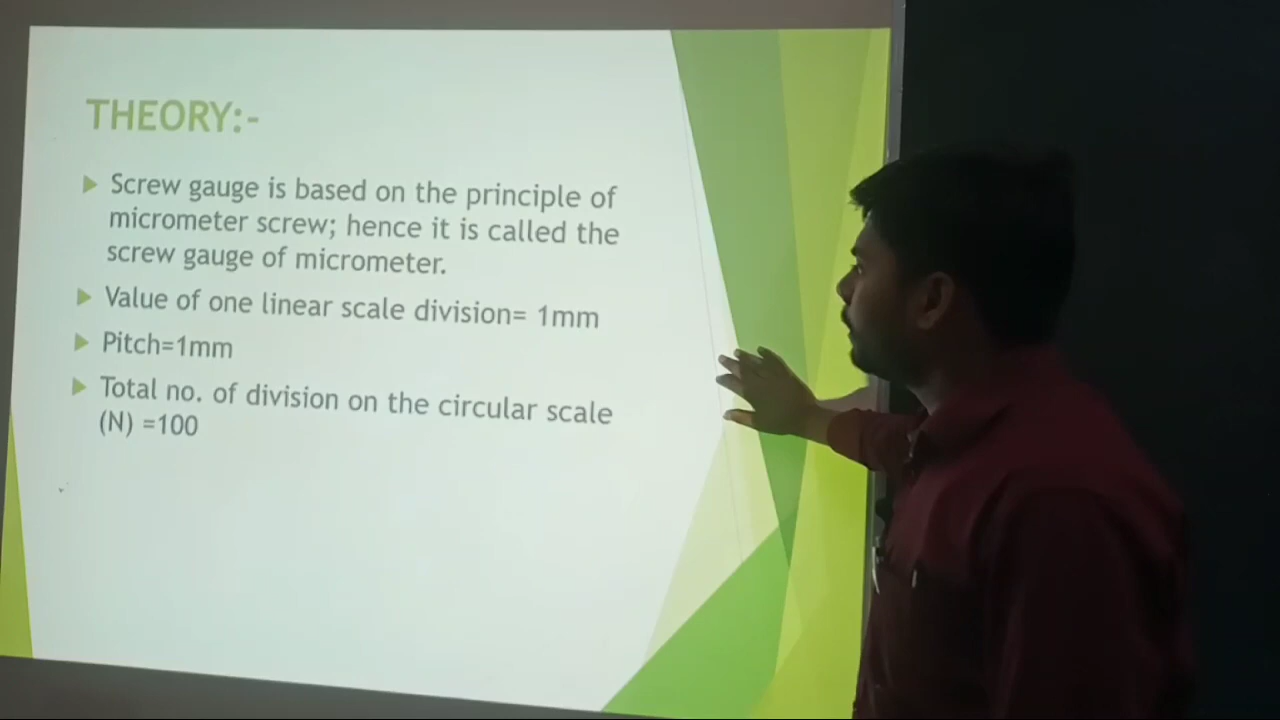 THEORY:-
Screw gauge is based on the principle of
micrometer screw; hence it is called the
screw gauge of micrometer.
Value of one linear scale division= 1mm
Pitch=1mm
Total no. of division on the circular scale
(N) =100